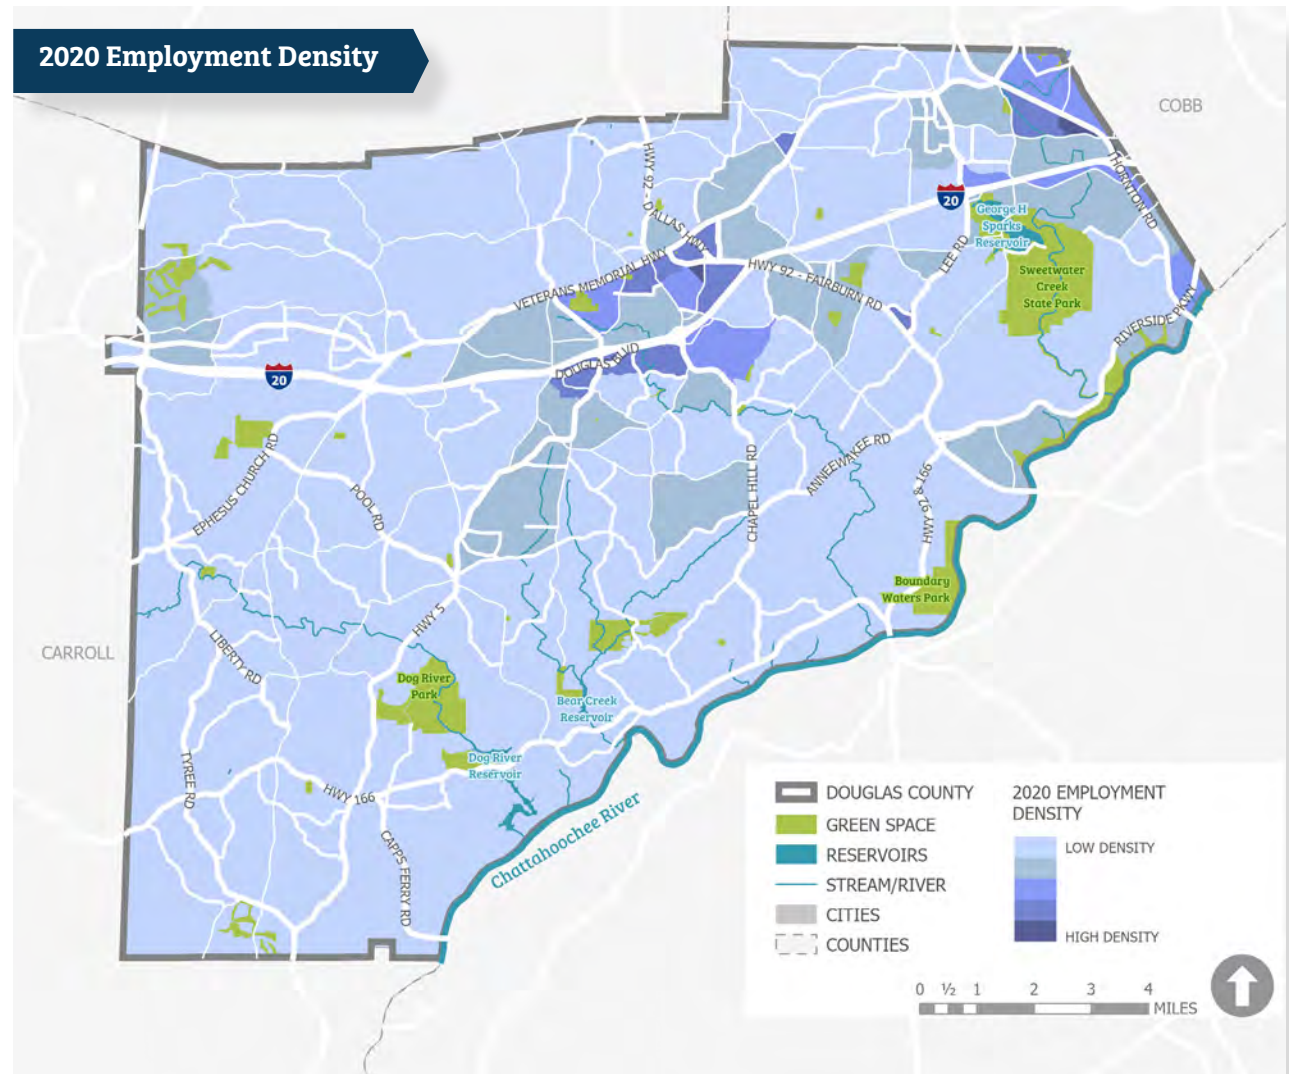 2020 Employment Density
COBB
HWY 92 - DALLAS HWY
THORNTON RD
20
George H
Sparks
Reservoir
LEE RD
VETERANS MEMORIAL HWY
HWY 92 - FAIRBURN RD
Sweetwater
Creek
State Park
RIVERSIDE PKWY
DOUGLAS BLVD
20
EPHESUS CHURCH RD
POOL RD
CHAPEL HILL RD
ANNEEWAKEE RD
HWY 92 & 166
Boundary
Waters Park
HWY 5
CARROLL
LIBERTY RD
Dog River
Park
Bear Creek
Reservoir
Dog River
Reservoir
TYREE RD
HWY 166
CAPPS FERRY RD
Chattahoochee River
DOUGLAS COUNTY
GREEN SPACE
RESERVOIRS
STREAM/RIVER
CITIES
COUNTIES
2020 EMPLOYMENT
DENSITY
LOW DENSITY
HIGH DENSITY
0 ½ 1 2 3 4
MILES